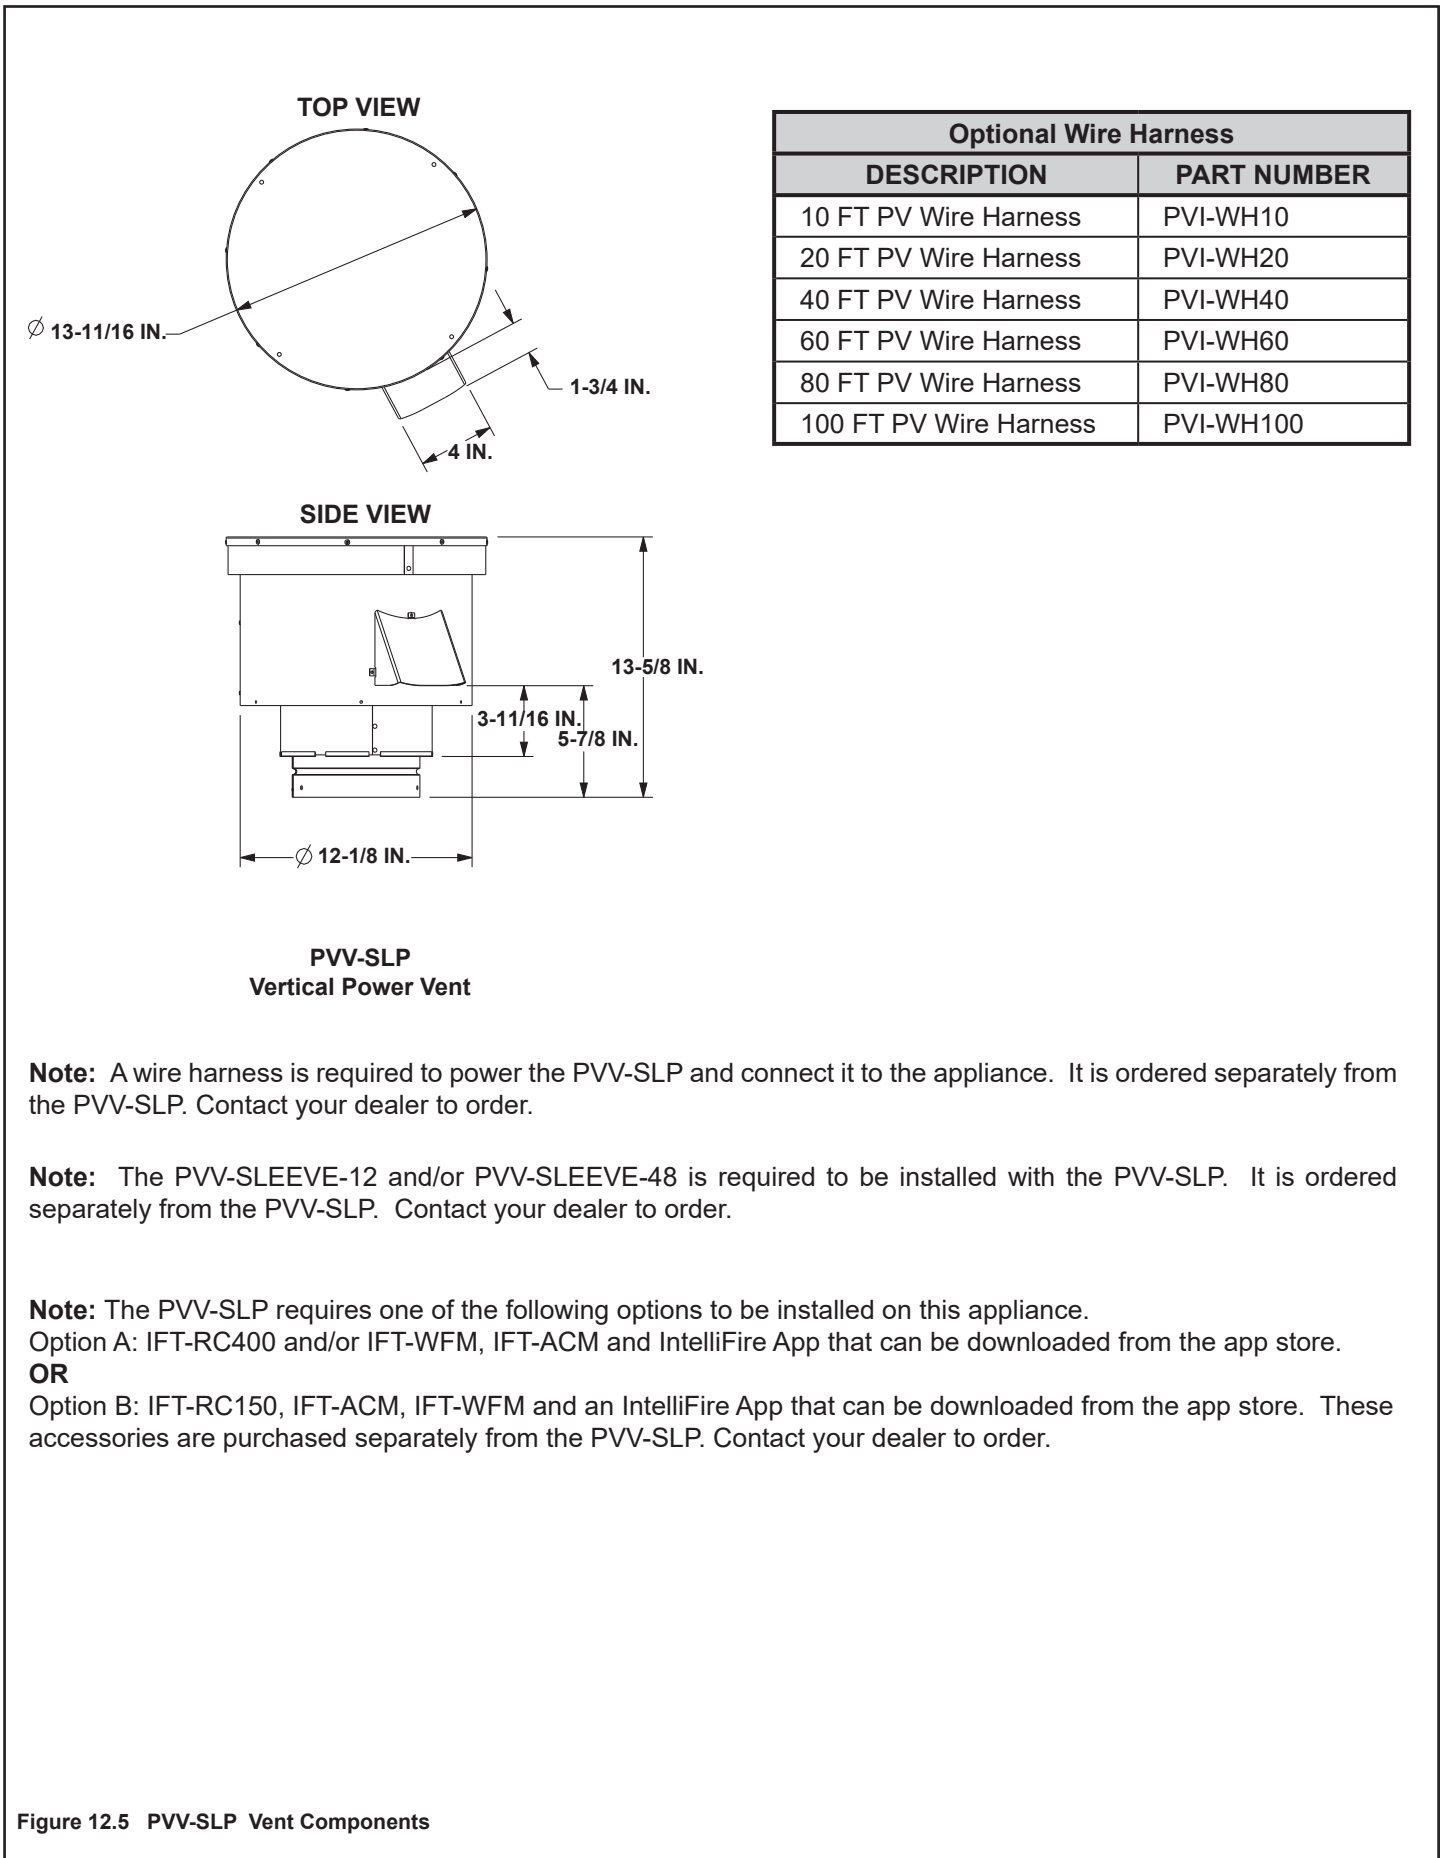 TOP VIEW
Ø 13-11/16 IN.
1-3/4 IN.
4 IN.
Optional Wire Harness
DESCRIPTION PART NUMBER
10 FT PV Wire Harness PVI-WH10
20 FT PV Wire Harness PVI-WH20
40 FT PV Wire Harness PVI-WH40
60 FT PV Wire Harness PVI-WH60
80 FT PV Wire Harness PVI-WH80
100 FT PV Wire Harness PVI-WH100
SIDE VIEW
13-5/8 IN.
3-11/16 IN.
5-7/8 IN.
Ø 12-1/8 IN.
PVV-SLP
Vertical Power Vent
Note: A wire harness is required to power the PVV-SLP and connect it to the appliance. It is ordered separately from
the PVV-SLP. Contact your dealer to order.
Note: The PVV-SLEEVE-12 and/or PVV-SLEEVE-48 is required to be installed with the PVV-SLP. It is ordered
separately from the PVV-SLP. Contact your dealer to order.
Note: The PVV-SLP requires one of the following options to be installed on this appliance.
Option A: IFT-RC400 and/or IFT-WFM, IFT-ACM and IntelliFire App that can be downloaded from the app store.
OR
Option B: IFT-RC150, IFT-ACM, IFT-WFM and an IntelliFire App that can be downloaded from the app store. These
accessories are purchased separately from the PVV-SLP. Contact your dealer to order.
Figure 12.5 PVV-SLP Vent Components